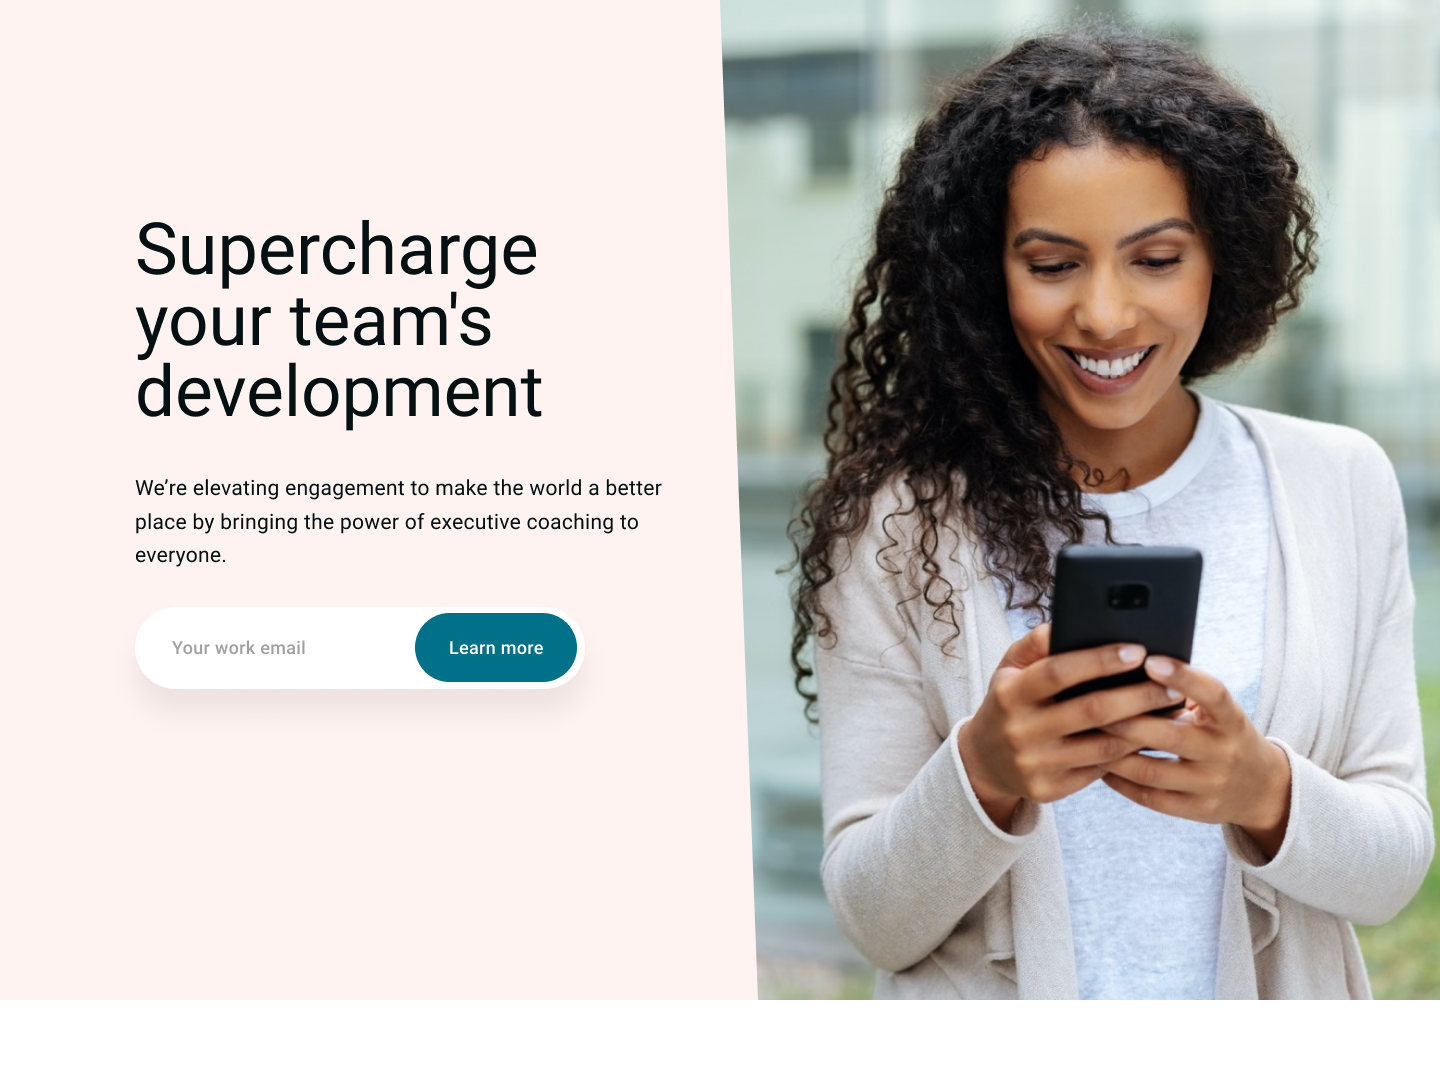 Supercharge
your team's
development
We’re elevating engagement to make the world a better
place by bringing the power of executive coaching to
everyone.
Your work email
Learn more